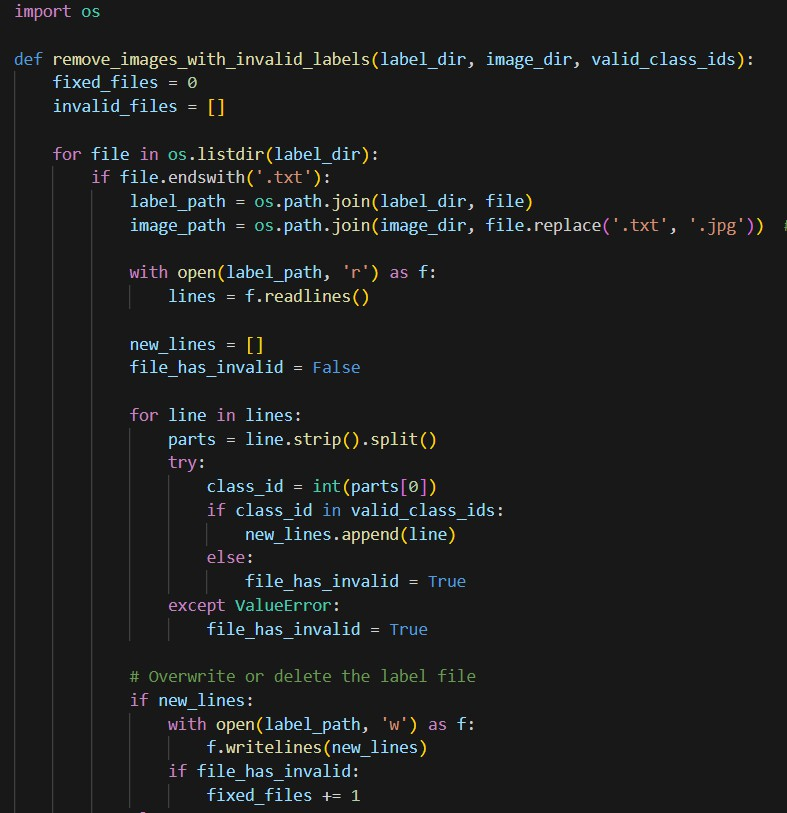 import os
def remove_images_with_invalid_labels(label_dir, image_dir, valid_class_ids):
    fixed_files = 0
    invalid_files = []
    for file in os.listdir(label_dir):
        if file.endswith('.txt'):
            label_path = os.path.join(label_dir, file)
            image_path = os.path.join(image_dir, file.replace('.txt', '.jpg'))  #
            with open(label_path, 'r') as f:
                lines = f.readlines()
            new_lines = []
            file_has_invalid = False
            for line in lines:
                parts = line.strip().split()
                try:
                    class_id = int(parts[0])
                    if class_id in valid_class_ids:
                        new_lines.append(line)
                    else:
                        file_has_invalid = True
                except ValueError:
                    file_has_invalid = True
            # Overwrite or delete the label file
            if new_lines:
                with open(label_path, 'w') as f:
                    f.writelines(new_lines)
                if file_has_invalid:
                    fixed_files += 1